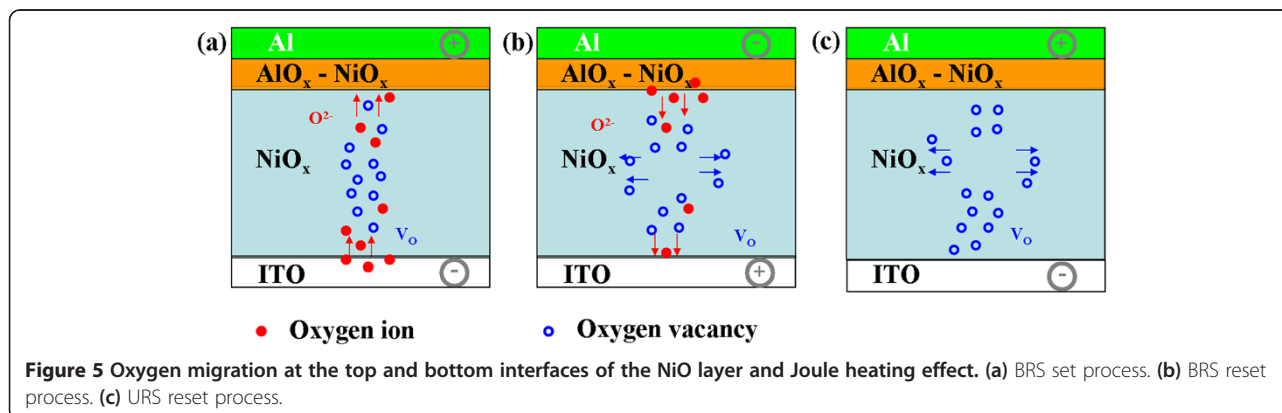 (a)
Al
+
AlOx - NiOx
O2-
NiOx
VO
ITO
-
(b)
Al
-
AlOx - NiOx
O2-
NiOx
VO
ITO
+
(c)
Al
+
AlOx - NiOx
NiOx
VO
ITO
-
Oxygen ion
Oxygen vacancy
Figure 5 Oxygen migration at the top and bottom interfaces of the NiO layer and Joule heating effect. (a) BRS set process. (b) BRS reset
process. (c) URS reset process.